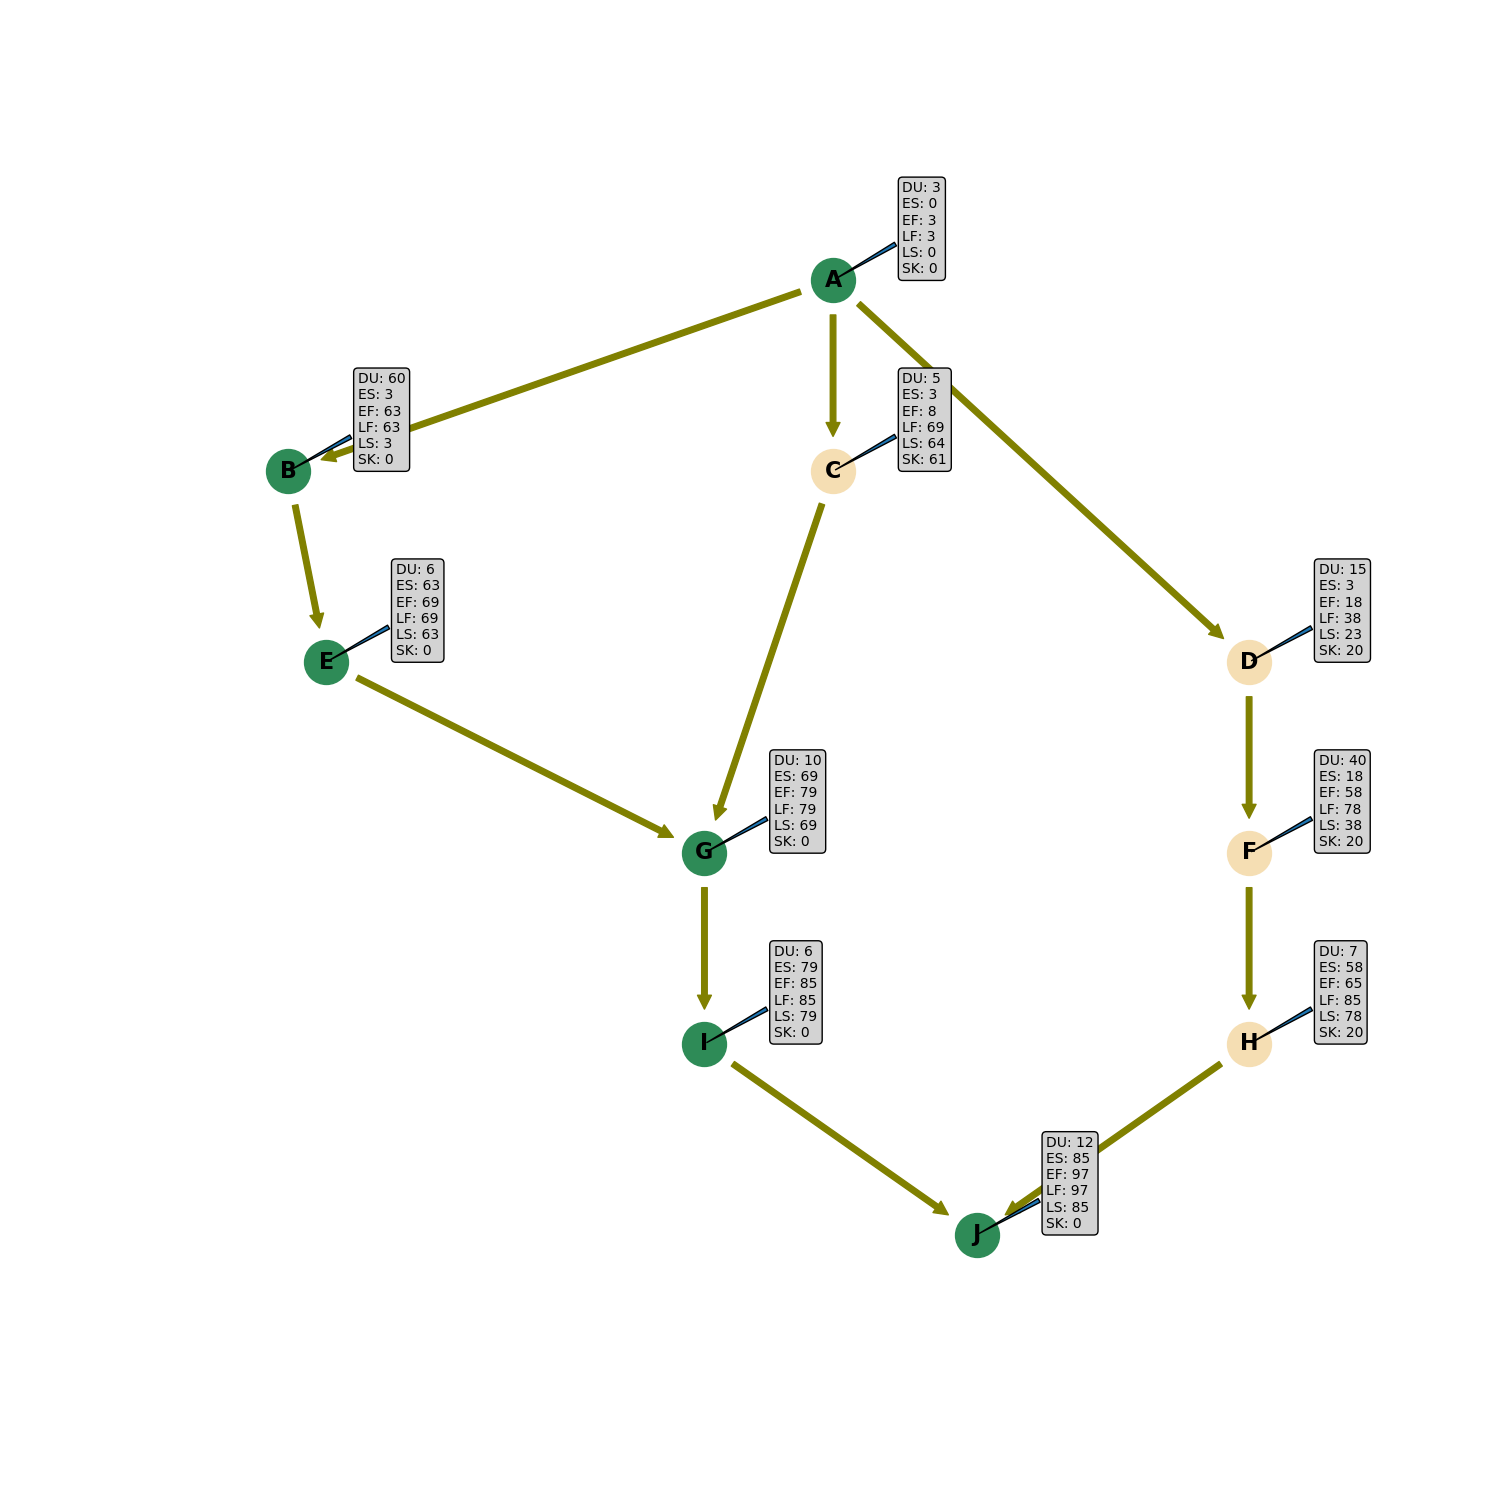 DU: 3
ES: 0
EF: 3
LF: 3
LS: 0
SK: 0
A
DU: 60
ES: 3
EF: 63
LF: 63
LS: 3
SK: 0
B
DU: 5
ES: 3
EF: 8
LF: 69
LS: 64
SK: 61
C
DU: 6
ES: 63
EF: 69
LF: 69
LS: 63
SK: 0
E
DU: 15
ES: 3
EF: 18
LF: 38
LS: 23
SK: 20
D
DU: 10
ES: 69
EF: 79
LF: 79
LS: 69
SK: 0
G
DU: 40
ES: 18
EF: 58
LF: 78
LS: 38
SK: 20
F
DU: 6
ES: 79
EF: 85
LF: 85
LS: 79
SK: 0
I
DU: 7
ES: 58
EF: 65
LF: 85
LS: 78
SK: 20
H
DU: 12
ES: 85
EF: 97
LF: 97
LS: 85
SK: 0
J